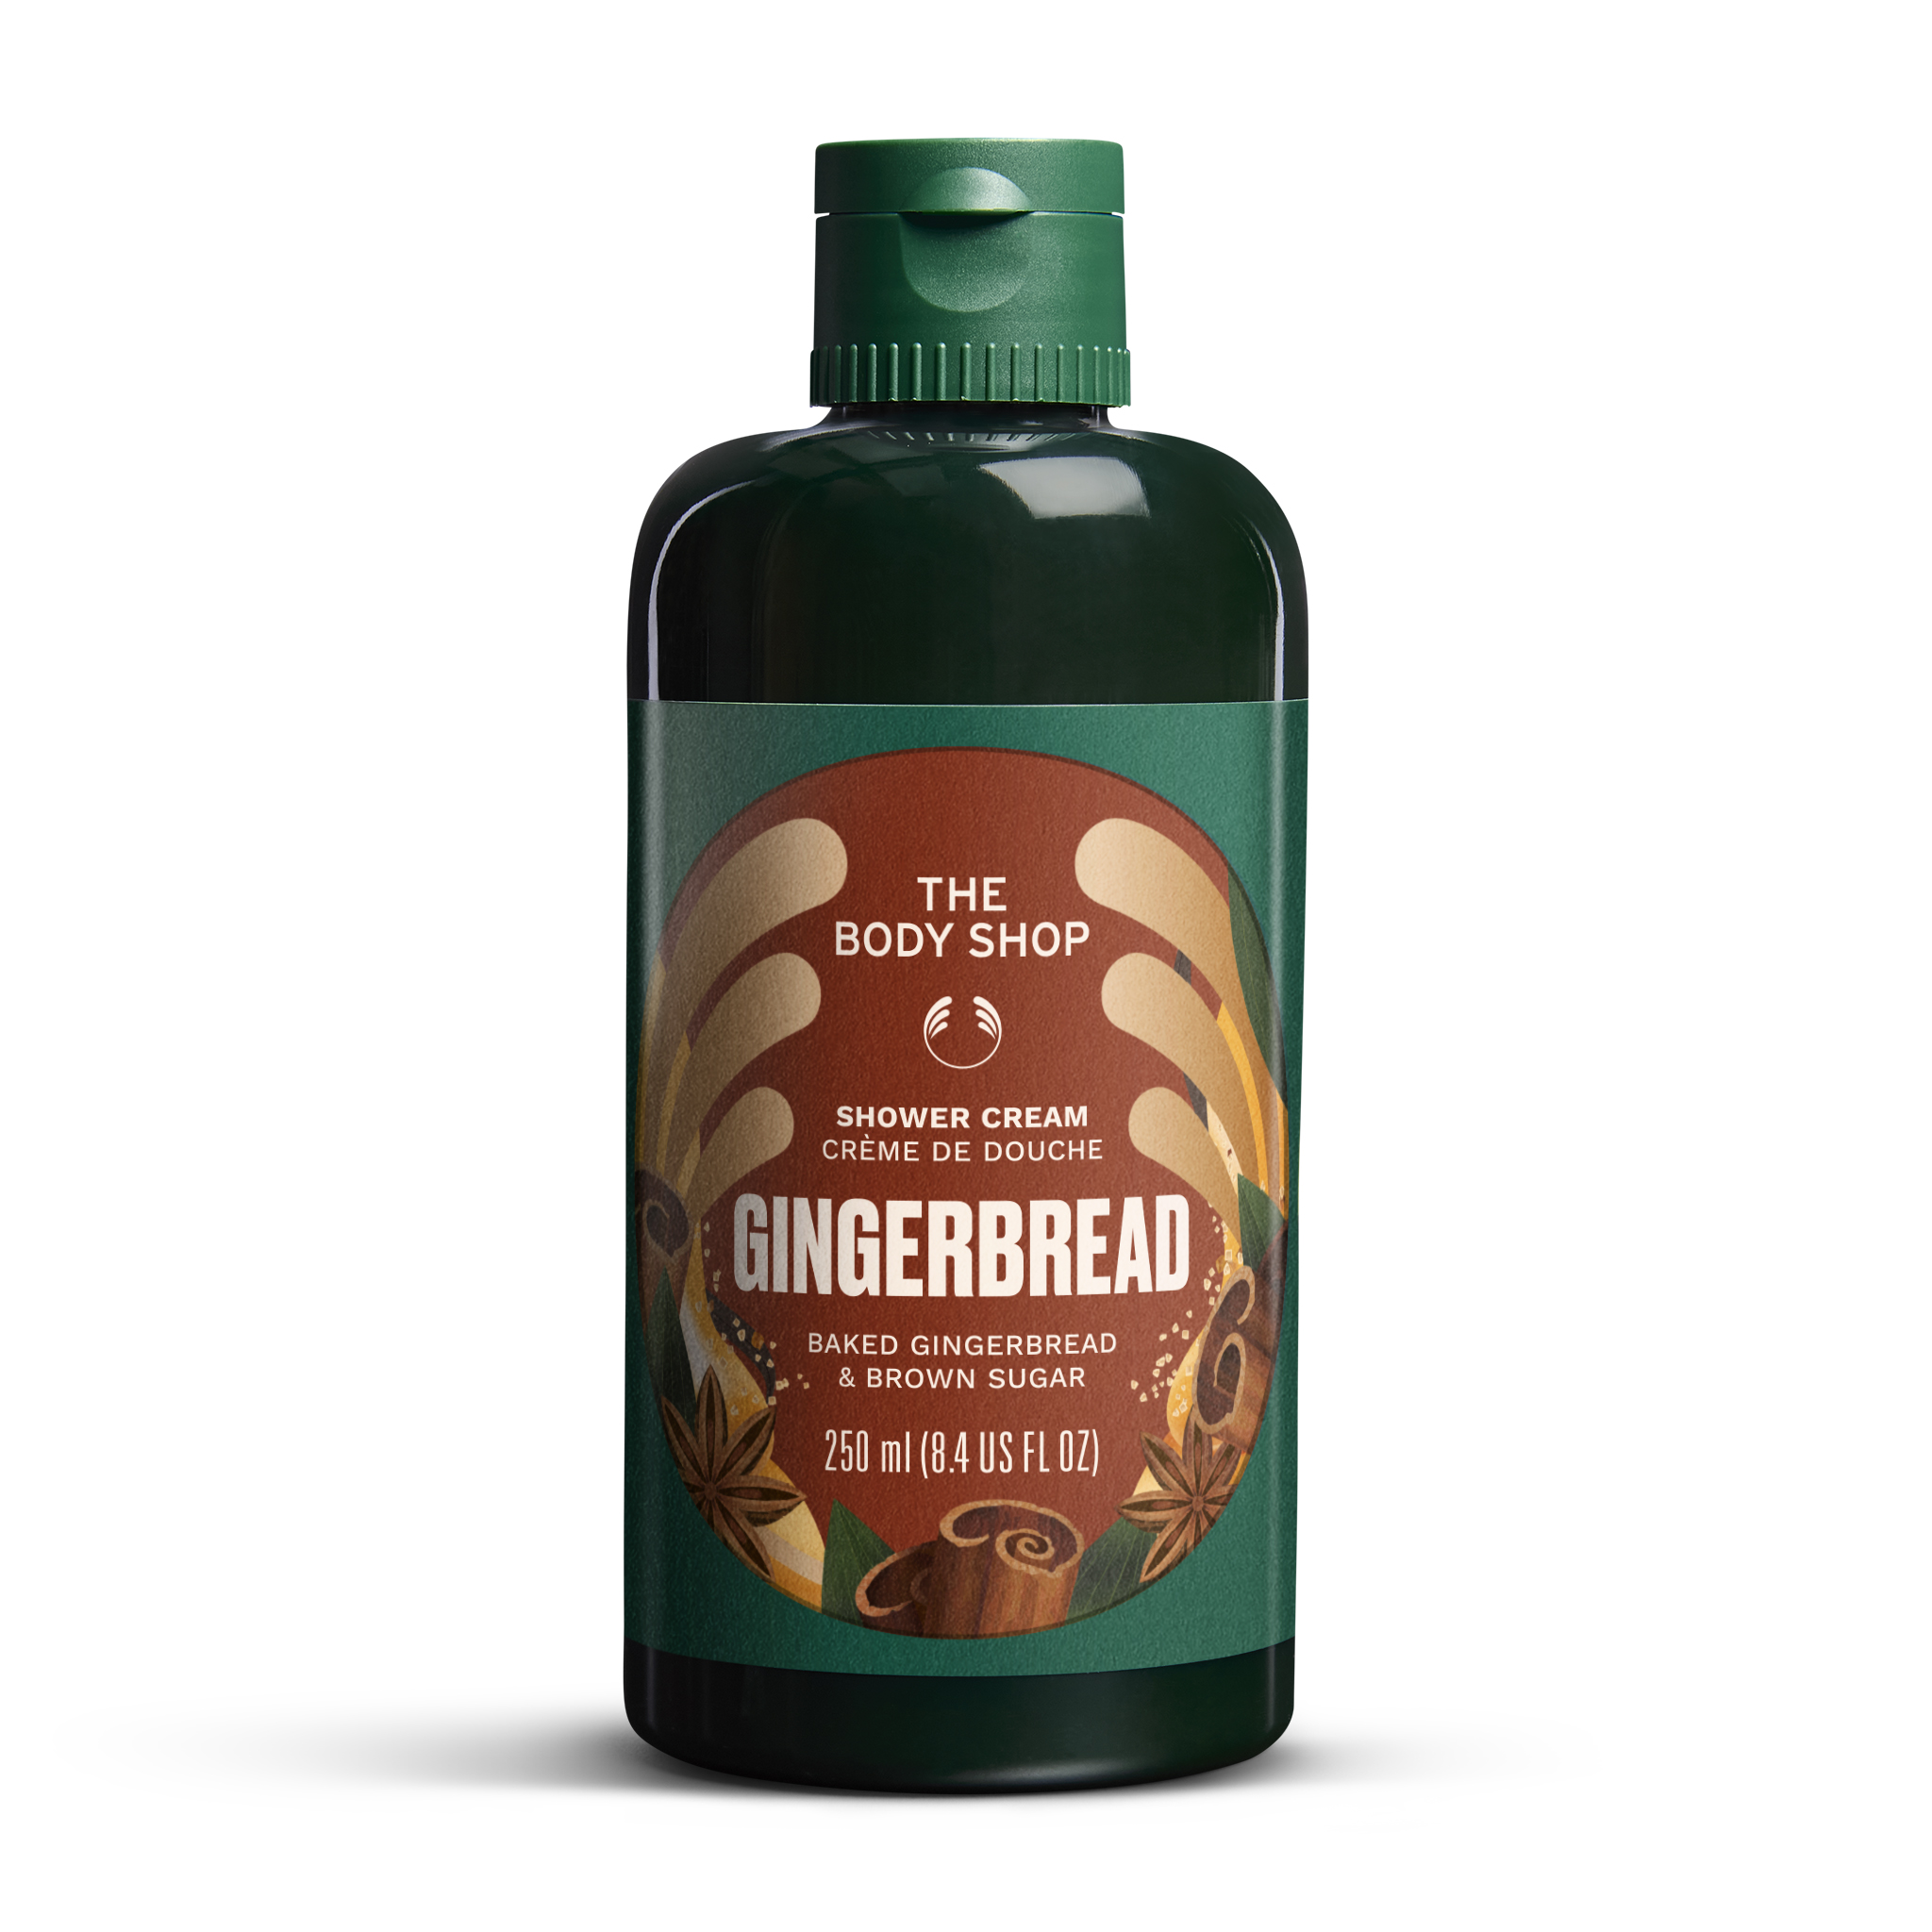 THE
BODY SHOP
SHOWER CREAM
CRÈME DE DOUCHE
GINGERBREAD
BAKED GINGERBREAD
& BROWN SUGAR
250 ml (8.4 US FL OZ)